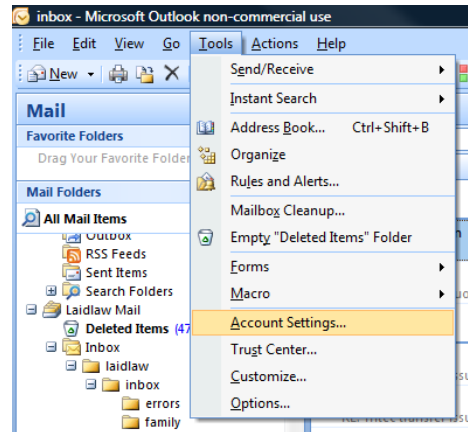 inbox - Microsoft Outlook non-commercial use
File Edit View Go Tools Actions Help
New
Mail
Favorite Folders
Drag Your Favorite Folder
Mail Folders
All Mail Items
Outbox
RSS Feeds
Sent Items
Search Folders
Laidlaw Mail
Deleted Items (47
Inbox
laidlaw
inbox
errors
family
Send/Receive
Instant Search
Address Book... Ctrl+Shift+B
Organize
Rules and Alerts...
Mailbox Cleanup...
Empty "Deleted Items" Folder
Forms
Macro
Account Settings...
Trust Center...
Customize...
Options...